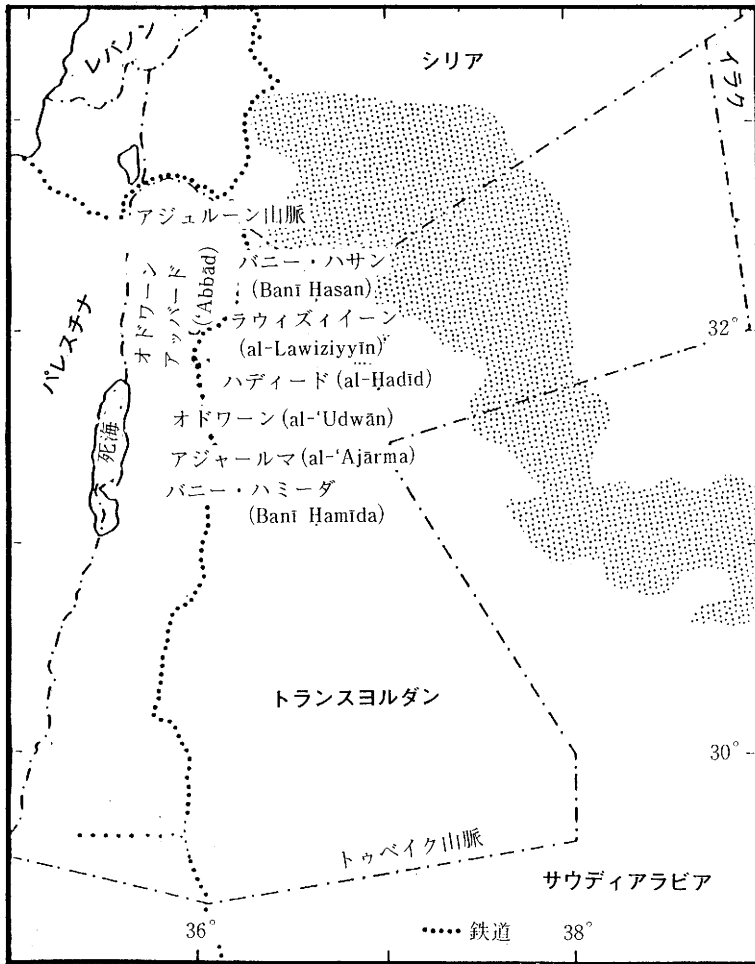 レバノン
シリア
イラク
アジュルーン山脈
オドワーン
アッバード
(‘Abbād)
バニー・ハサン
(Banī Ḥasan)
ラウィズィイーン
(al-Lawiziyyīn)
32°
パレスチナ
ハディード (al-Ḥadīd)
オドワーン (al-‘Udwān)
死海
アジャールマ (al-‘Ajārma)
バニー・ハミーダ
(Banī Ḥamīda)
トランスヨルダン
30°
トゥベイク山脈
サウディアラビア
36°
鉄道
38°